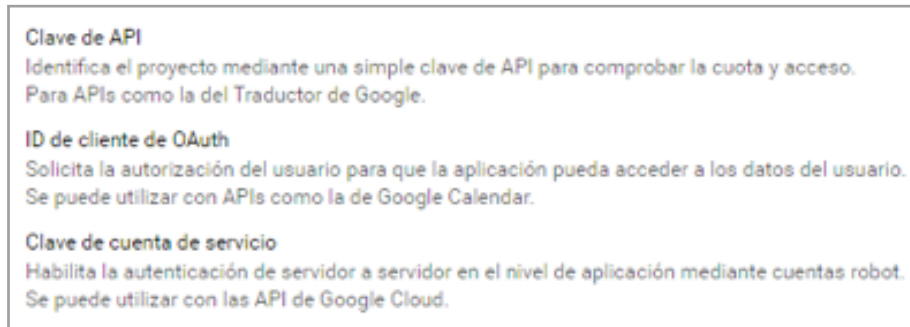 Clave de API
Identifica el proyecto mediante una simple clave de API para comprobar la cuota y acceso.
Para APIs como la del Traductor de Google.
ID de cliente de OAuth
Solicita la autorización del usuario para que la aplicación pueda acceder a los datos del usuario.
Se puede utilizar con APIs como la de Google Calendar.
Clave de cuenta de servicio
Habilita la autenticación de servidor a servidor en el nivel de aplicación mediante cuentas robot.
Se puede utilizar con las API de Google Cloud.